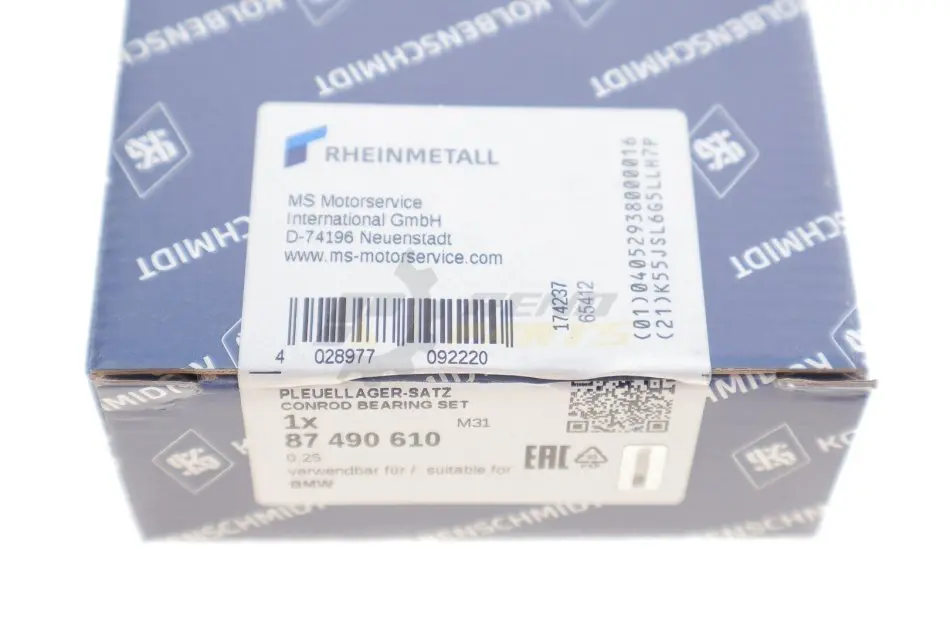 KOLBENSCHMIDT
KOLBENSCHMIDT
KOLBENSCHMIDT
RHEINMETALL
MS Motorservice
International GmbH
D-74196 Neuenstadt
www.ms-motorservice.com
4 028977 092220
174237
65412
(01)04052938000016
(21)K55JSL6G5LLH7P
PLEUELLAGER-SATZ
CONROD BEARING SET
1x M31
87 490 610
0,25
verwendbar für / suitable for
BMW
EAC